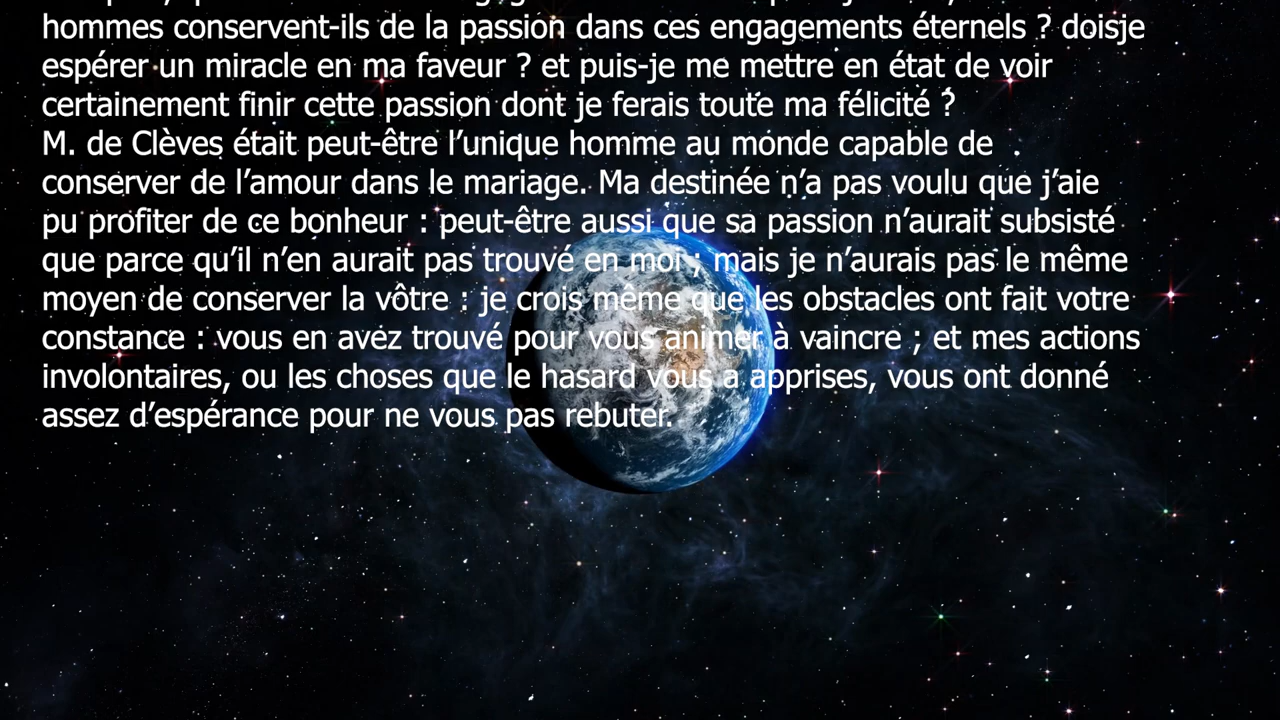 hommes conservent-ils de la passion dans ces engagements éternels ? doisje
espérer un miracle en ma faveur ? et puis-je me mettre en état de voir
certainement finir cette passion dont je ferais toute ma félicité ?
M. de Clèves était peut-être l’unique homme au monde capable de
conserver de l’amour dans le mariage. Ma destinée n’a pas voulu que j’aie
pu profiter de ce bonheur : peut-être aussi que sa passion n’aurait subsisté
que parce qu’il n’en aurait pas trouvé en moi ; mais je n’aurais pas le même
moyen de conserver la vôtre : je crois même que les obstacles ont fait votre
constance : vous en avez trouvé pour vous animer à vaincre ; et mes actions
involontaires, ou les choses que le hasard vous a apprises, vous ont donné
assez d’espérance pour ne vous pas rebuter.